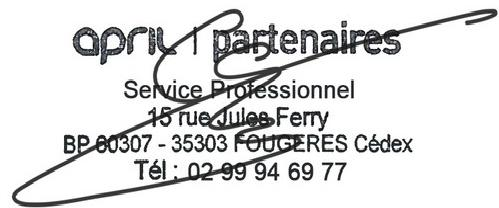 april | partenaires
Service Professionnel
15 rue Jules Ferry
BP 60307 - 35303 FOUGERES Cédex
Tél : 02 99 94 69 77